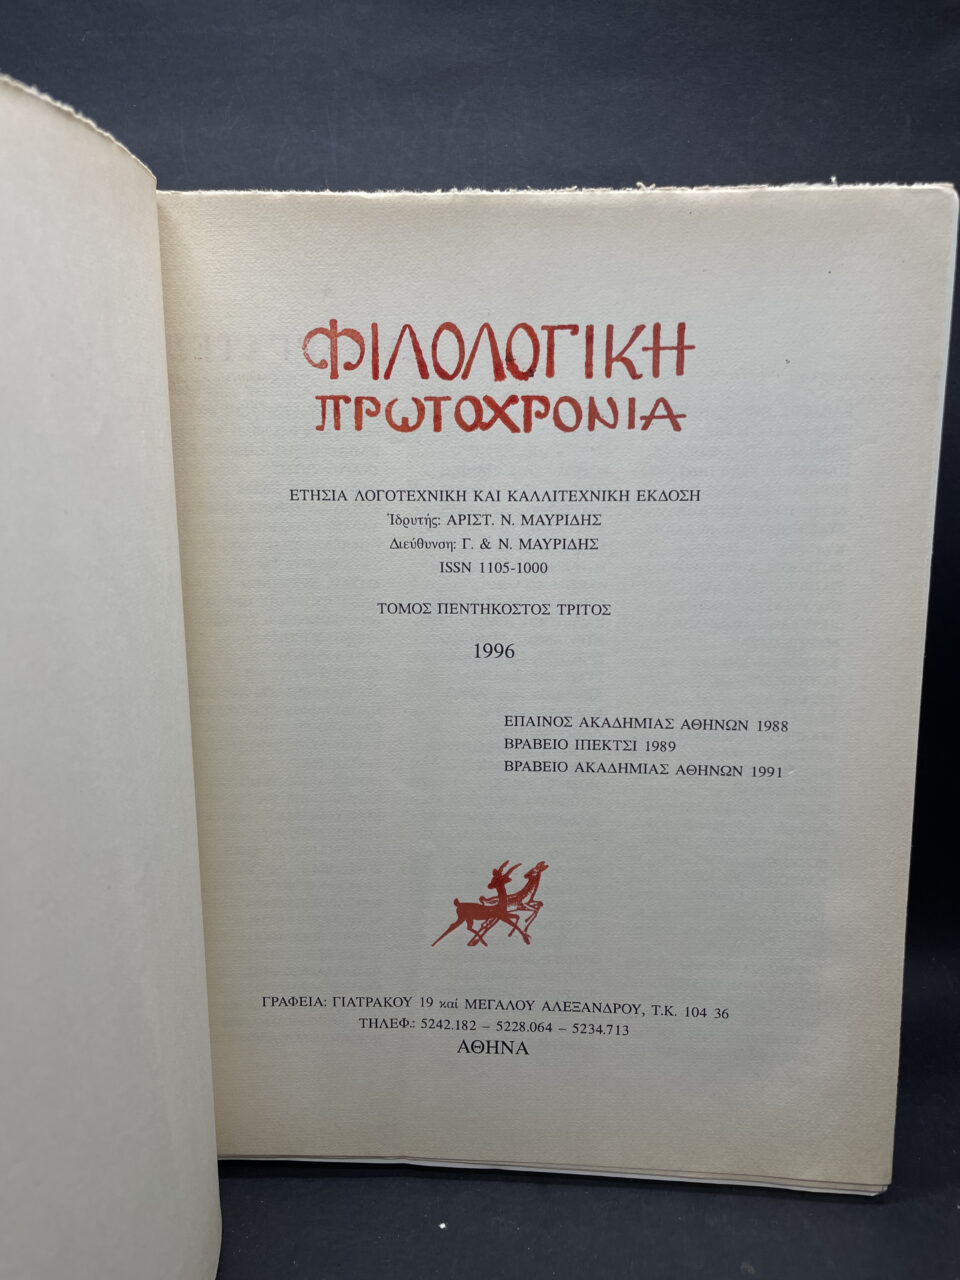 ΦΙΛΟΛΟΓΙΚΗ
ΠΡΩΤΟΧΡΟΝΙΑ
ΕΤΗΣΙΑ ΛΟΓΟΤΕΧΝΙΚΗ ΚΑΙ ΚΑΛΛΙΤΕΧΝΙΚΗ ΕΚΔΟΣΗ
Ἱδρυτής: ΑΡΙΣΤ. Ν. ΜΑΥΡΙΔΗΣ
Διεύθυνση: Γ. & Ν. ΜΑΥΡΙΔΗΣ
ISSN 1105-1000
ΤΟΜΟΣ ΠΕΝΤΗΚΟΣΤΟΣ ΤΡΙΤΟΣ
1996
ΕΠΑΙΝΟΣ ΑΚΑΔΗΜΙΑΣ ΑΘΗΝΩΝ 1988
ΒΡΑΒΕΙΟ ΙΠΕΚΤΣΙ 1989
ΒΡΑΒΕΙΟ ΑΚΑΔΗΜΙΑΣ ΑΘΗΝΩΝ 1991
ΓΡΑΦΕΙΑ: ΓΙΑΤΡΑΚΟΥ 19 καί ΜΕΓΑΛΟΥ ΑΛΕΞΑΝΔΡΟΥ, Τ.Κ. 104 36
ΤΗΛΕΦ.: 5242.182 – 5228.064 – 5234.713
ΑΘΗΝΑ